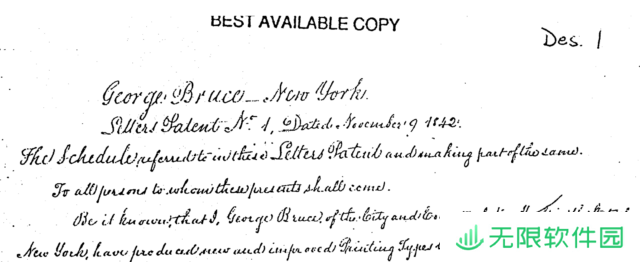 BEST AVAILABLE COPY
Des. 1
George Bruce New York.
Letters Patent No. 1, Dated November 9 1842.
The Schedule referred to in these Letters Patent and making part of the same.
To all persons to whom these presents shall come.
Be it known, that I, George Bruce, of the City and
New York, have produced new and improved Printing Types
无限软件园